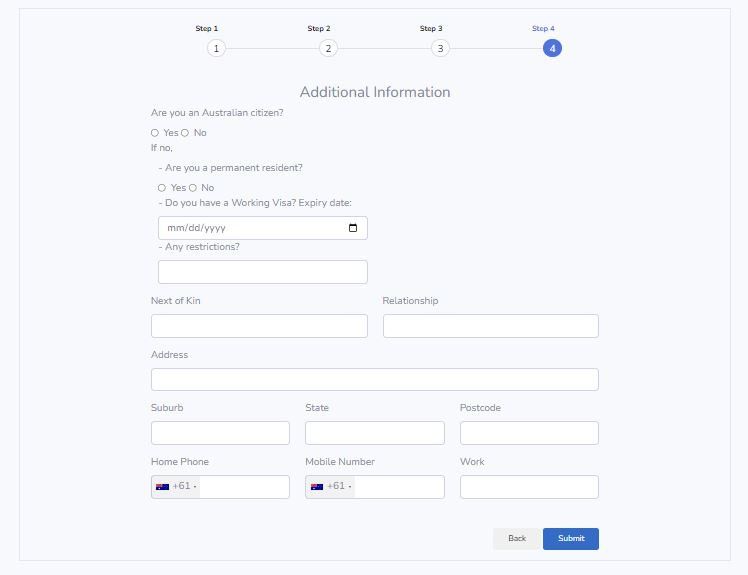 Step 1 Step 2 Step 3 Step 4
1 2 3 4
Additional Information
Are you an Australian citizen?
Yes No
If no,
- Are you a permanent resident?
Yes No
- Do you have a Working Visa? Expiry date:
mm/dd/yyyy
- Any restrictions?
Next of Kin Relationship
Address
Suburb State Postcode
Home Phone Mobile Number Work
+61 +61
Back Submit